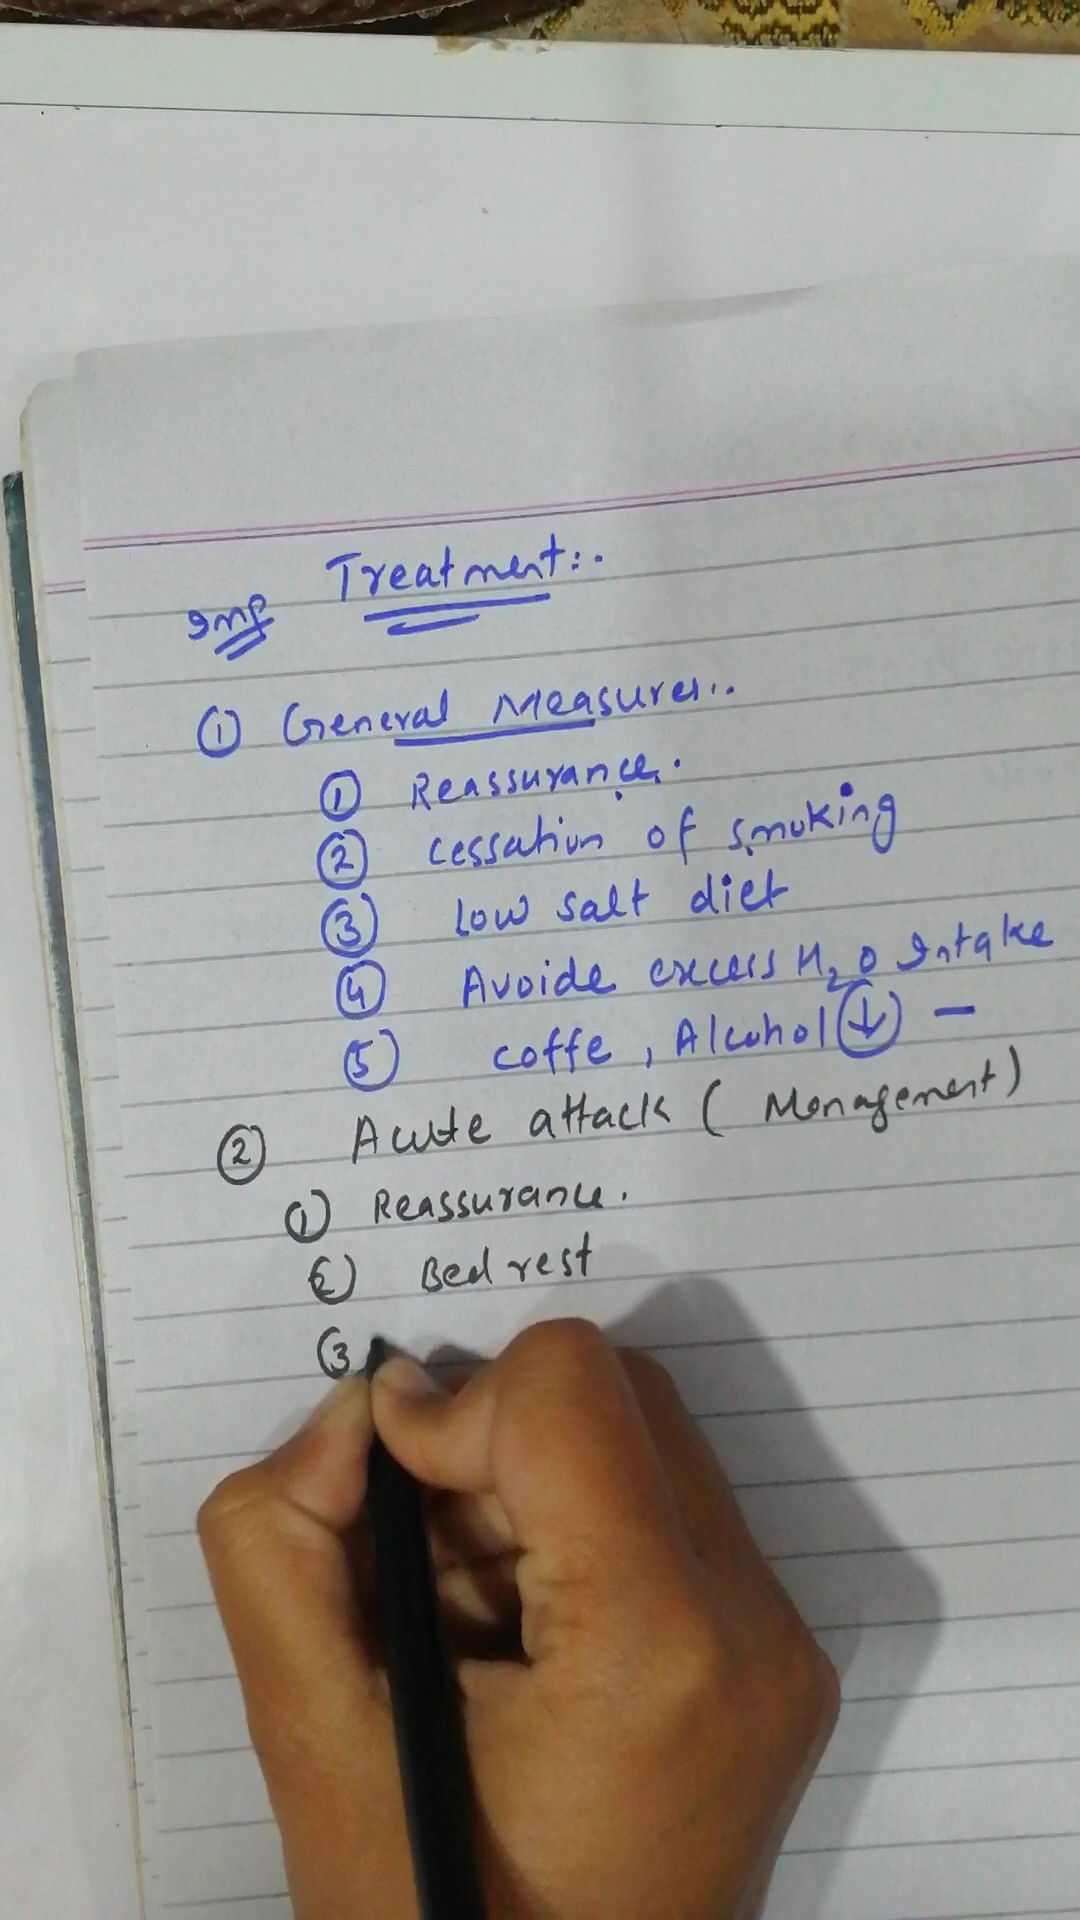 Treatment:.
Imp
① General Measures:.
① Reassurance.
② cessation of smoking
③ low salt diet
④ Avoide excess H₂O Intake
⑤ coffe, Alcohol ↓ –
② Acute attack (Management)
① Reassurance.
② Bed rest
③